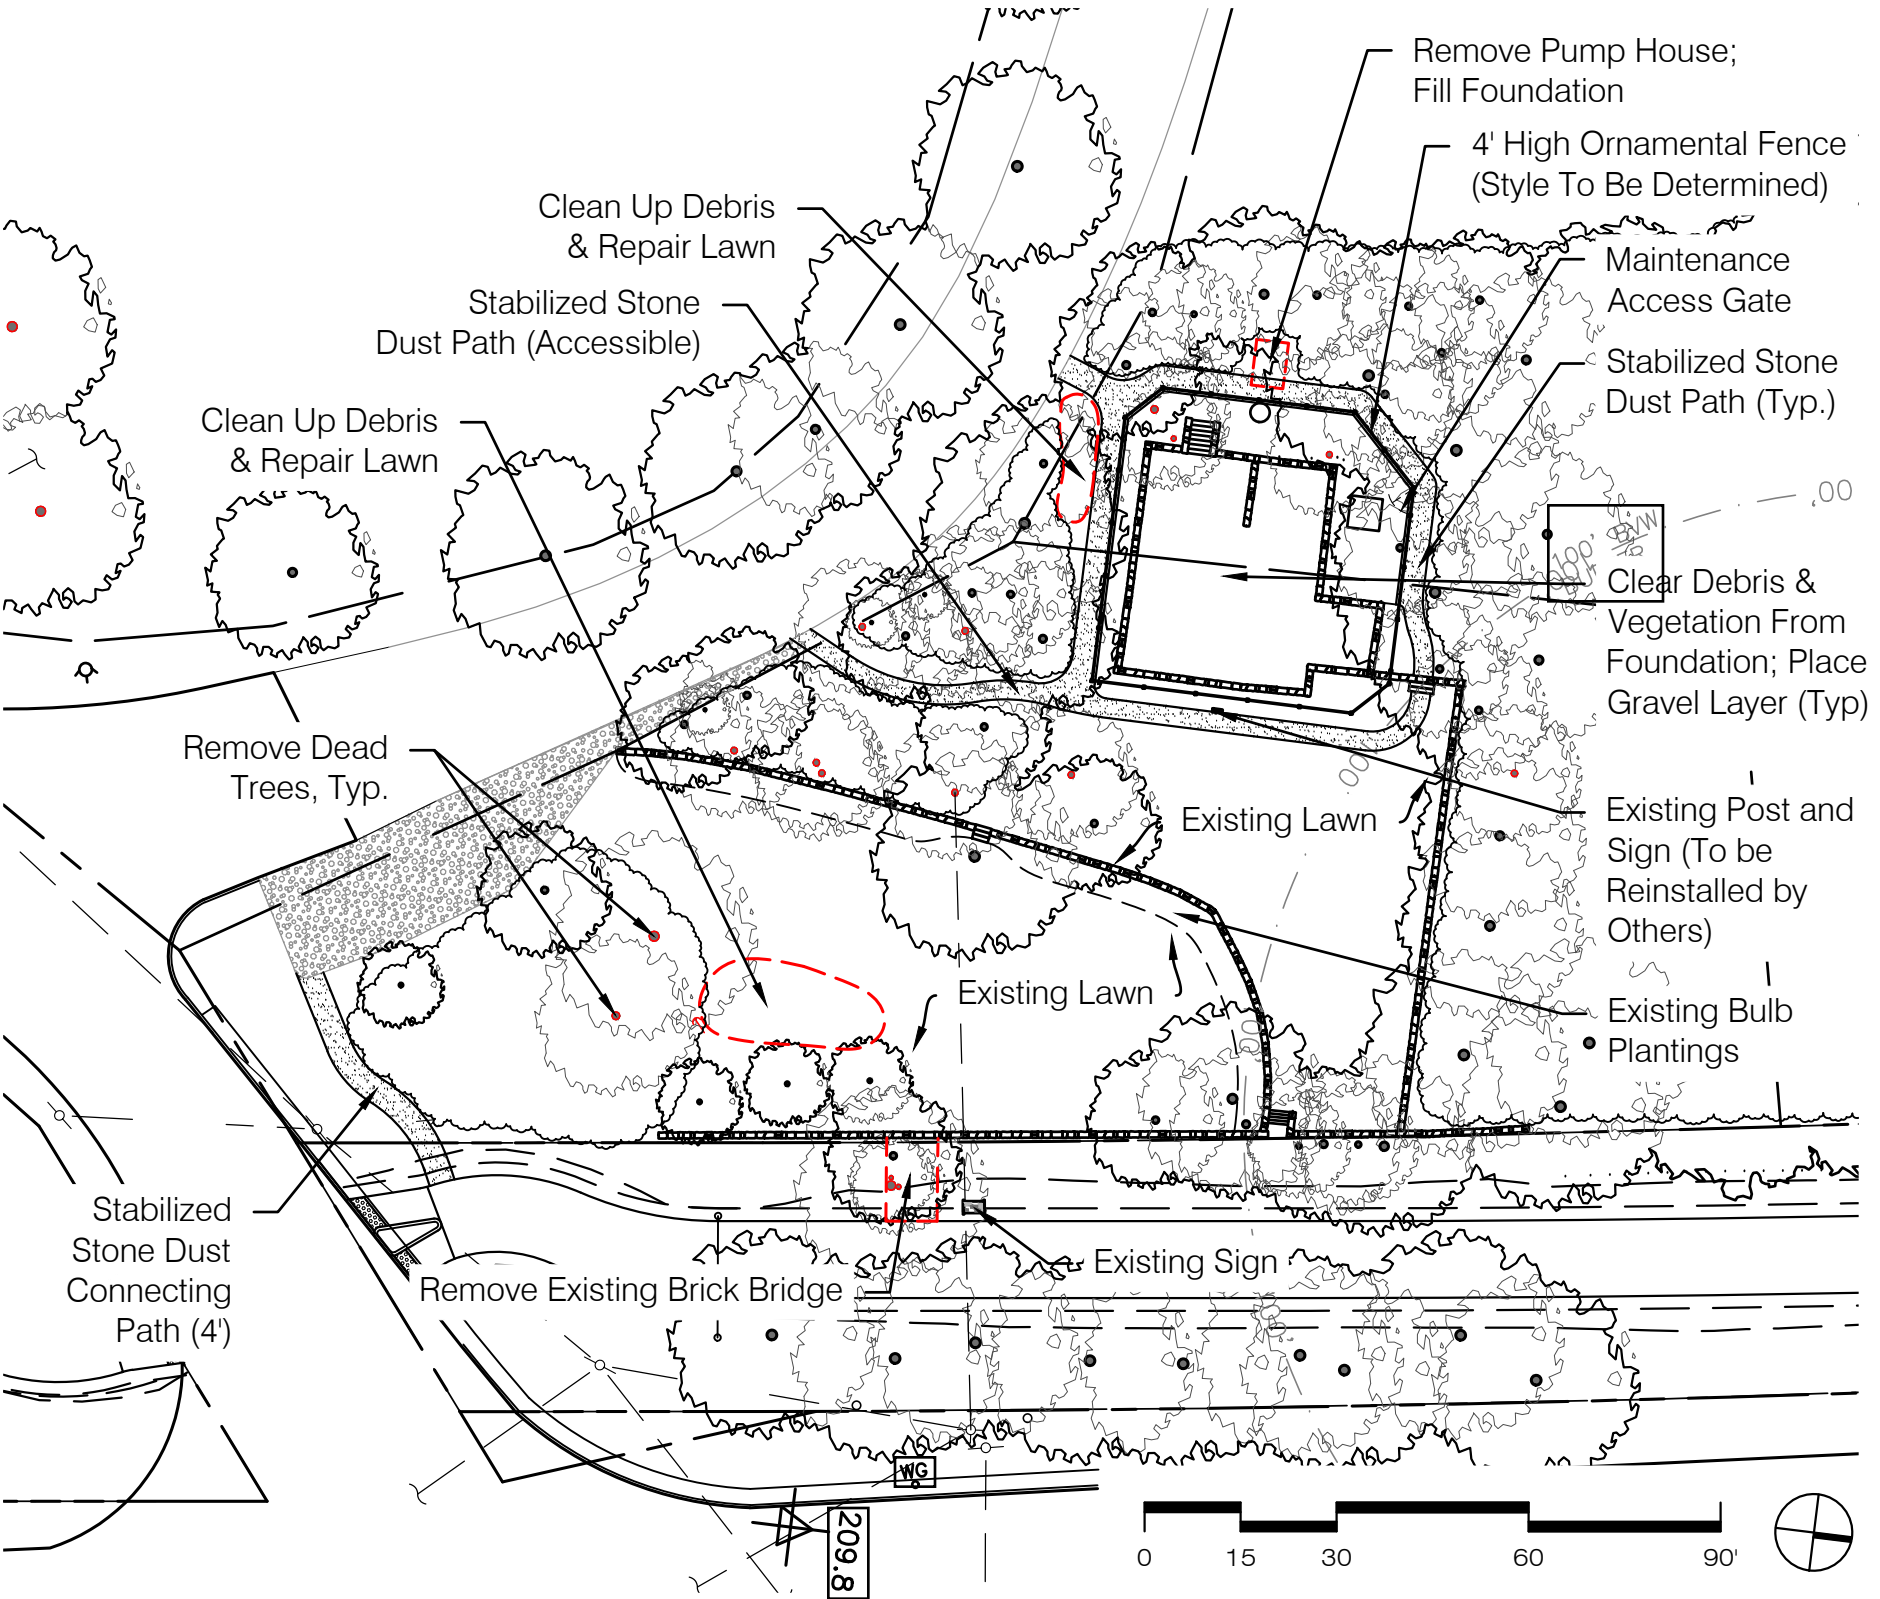 Remove Pump House;
Fill Foundation
4' High Ornamental Fence
(Style To Be Determined)
Clean Up Debris
& Repair Lawn
Maintenance
Access Gate
Stabilized Stone
Dust Path (Accessible)
Stabilized Stone
Dust Path (Typ.)
Clean Up Debris
& Repair Lawn
.00
BVW
100'
Clear Debris &
Vegetation From
Foundation; Place
Gravel Layer (Typ)
Remove Dead
Trees, Typ.
00
Existing Lawn
Existing Post and
Sign (To be
Reinstalled by
Others)
Existing Lawn
Existing Bulb
Plantings
Stabilized
Stone Dust
Connecting
Path (4')
Existing Sign
Remove Existing Brick Bridge
WG
209.8
0 15 30 60 90'